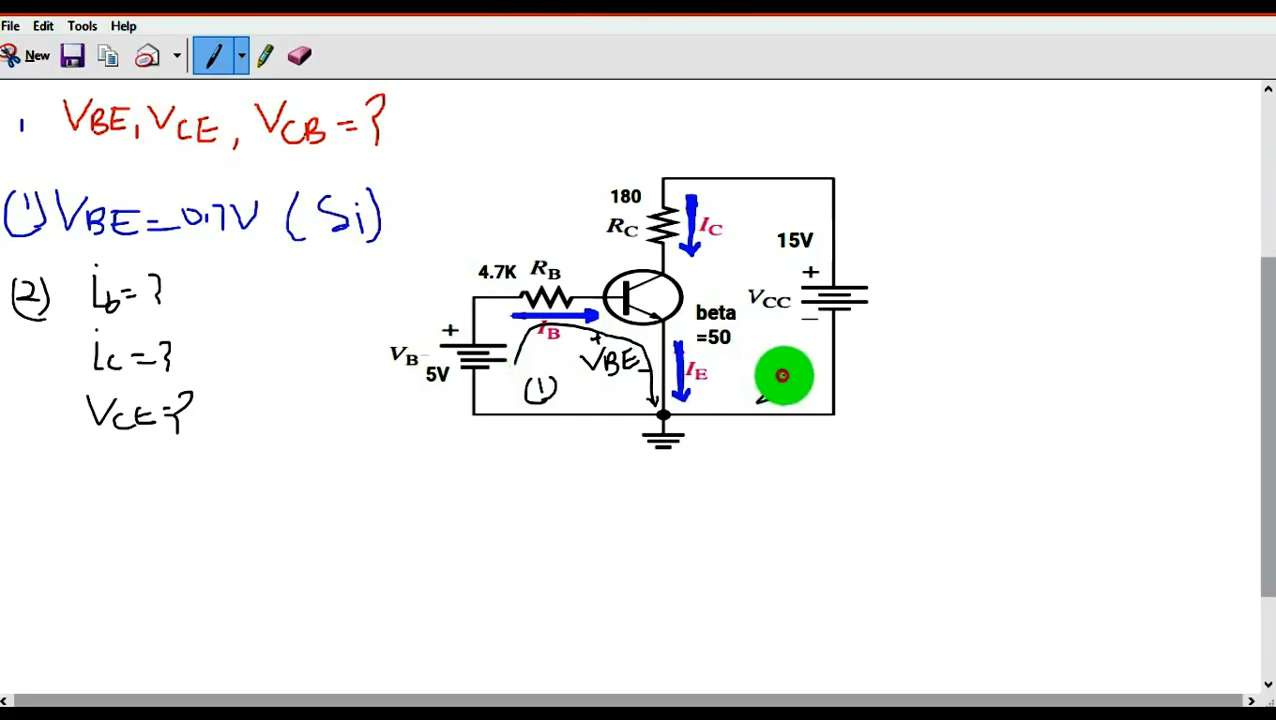 File Edit Tools Help
New
1 VBE, VCE, VCB = ?
(1) VBE = 0.7V (Si)
(2) ib = ?
ic = ?
VCE = ?
180
RC
IC
15V
4.7K RB
VCC
beta
=50
IB
VB
5V
VBE
IE
(1)
+
−
+
−
+
−